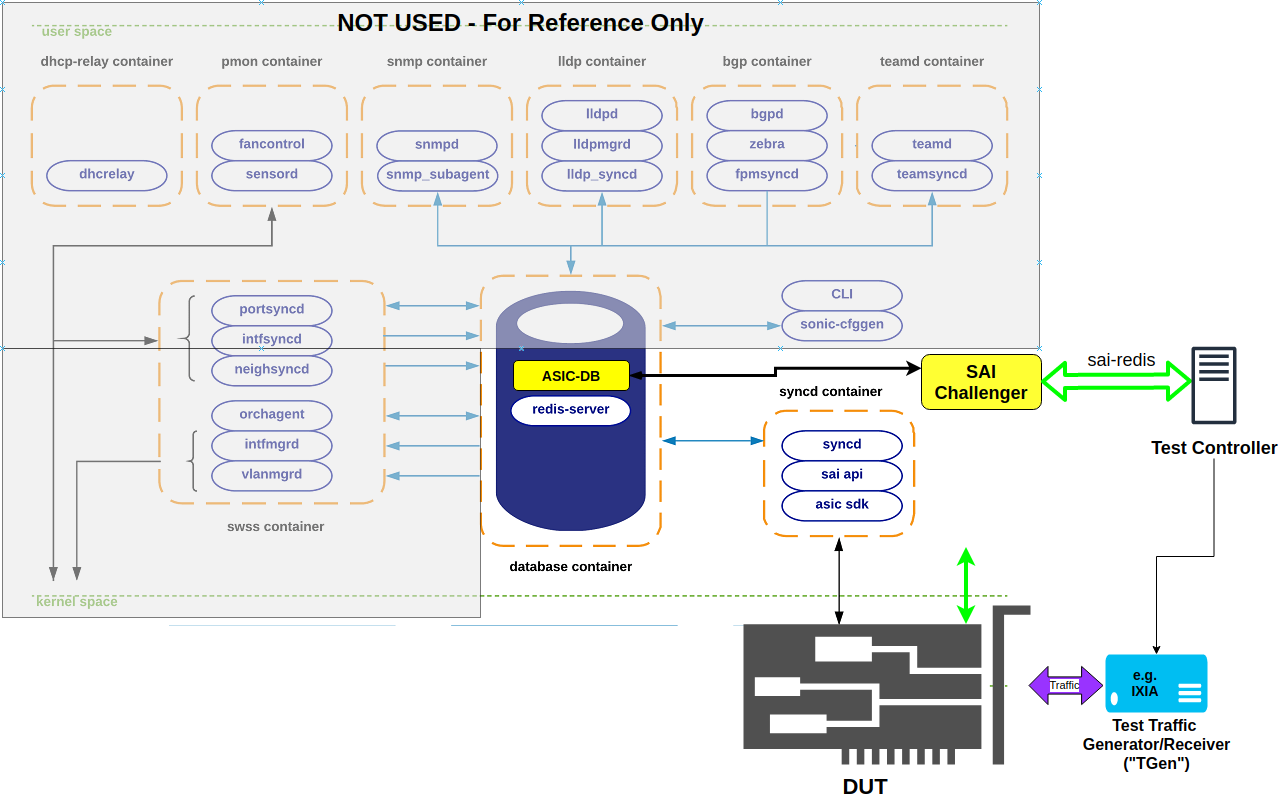 NOT USED - For Reference Only
user space
dhcp-relay container
pmon container
snmp container
lldp container
bgp container
teamd container
dhcrelay
fancontrol
sensord
snmpd
snmp_subagent
lldpd
lldpmgrd
lldp_syncd
bgpd
zebra
fpmsyncd
teamd
teamsyncd
portsyncd
intfsyncd
neighsyncd
orchagent
intfmgrd
vlanmgrd
swss container
ASIC-DB
redis-server
database container
CLI
sonic-cfggen
SAI
Challenger
sai-redis
Test Controller
syncd container
syncd
sai api
asic sdk
kernel space
DUT
Traffic
e.g.
IXIA
Test Traffic
Generator/Receiver
("TGen")